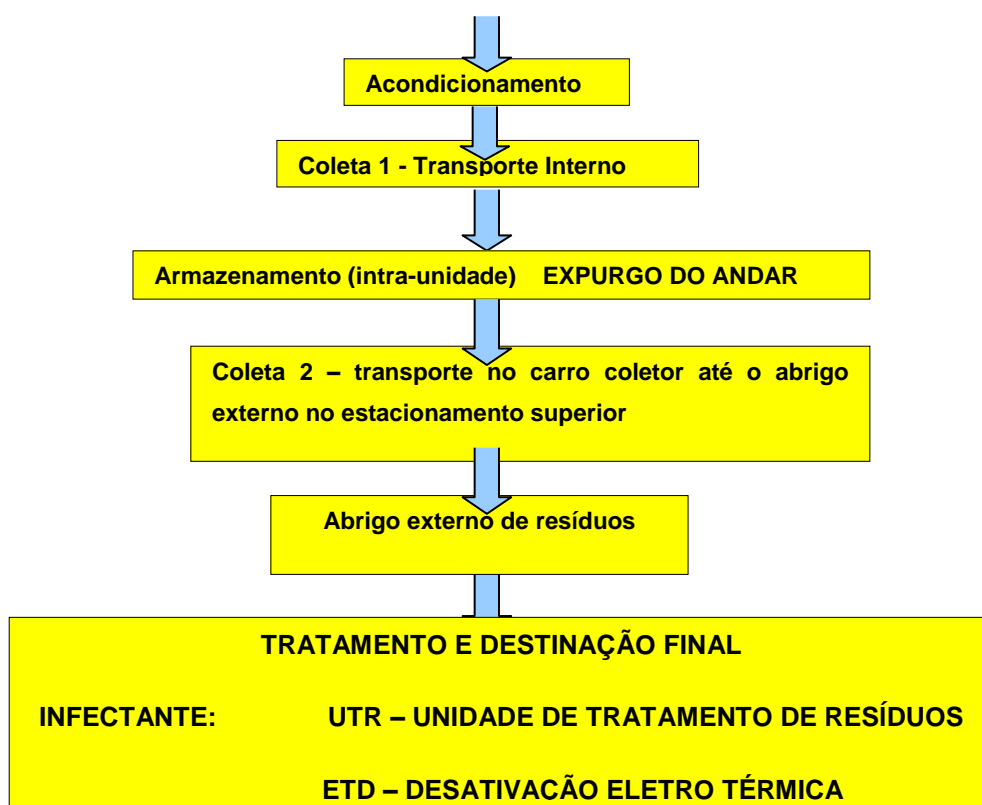 Acondicionamento
Coleta 1 - Transporte Interno
Armazenamento (intra-unidade) EXPURGO DO ANDAR
Coleta 2 – transporte no carro coletor até o abrigo
externo no estacionamento superior
Abrigo externo de resíduos
TRATAMENTO E DESTINAÇÃO FINAL
INFECTANTE: UTR – UNIDADE DE TRATAMENTO DE RESÍDUOS
ETD – DESATIVAÇÃO ELETRO TÉRMICA